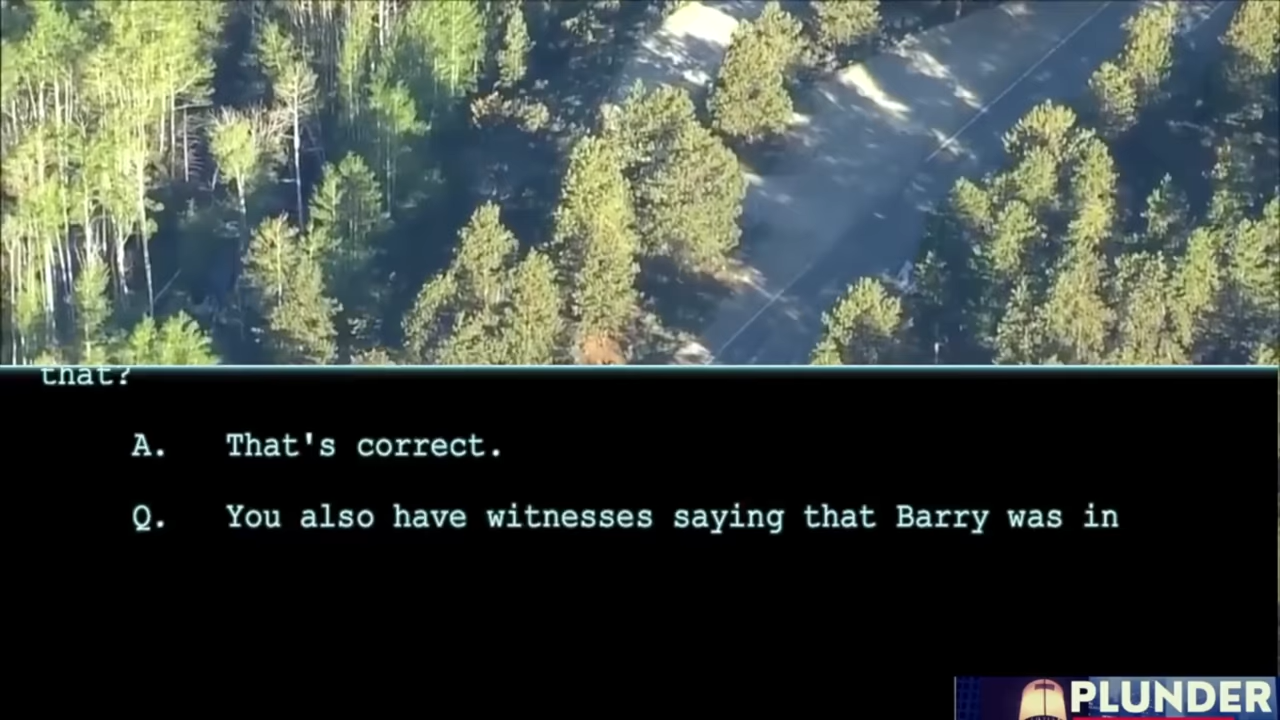 that?
A. That's correct.
Q. You also have witnesses saying that Barry was in
PLUNDER